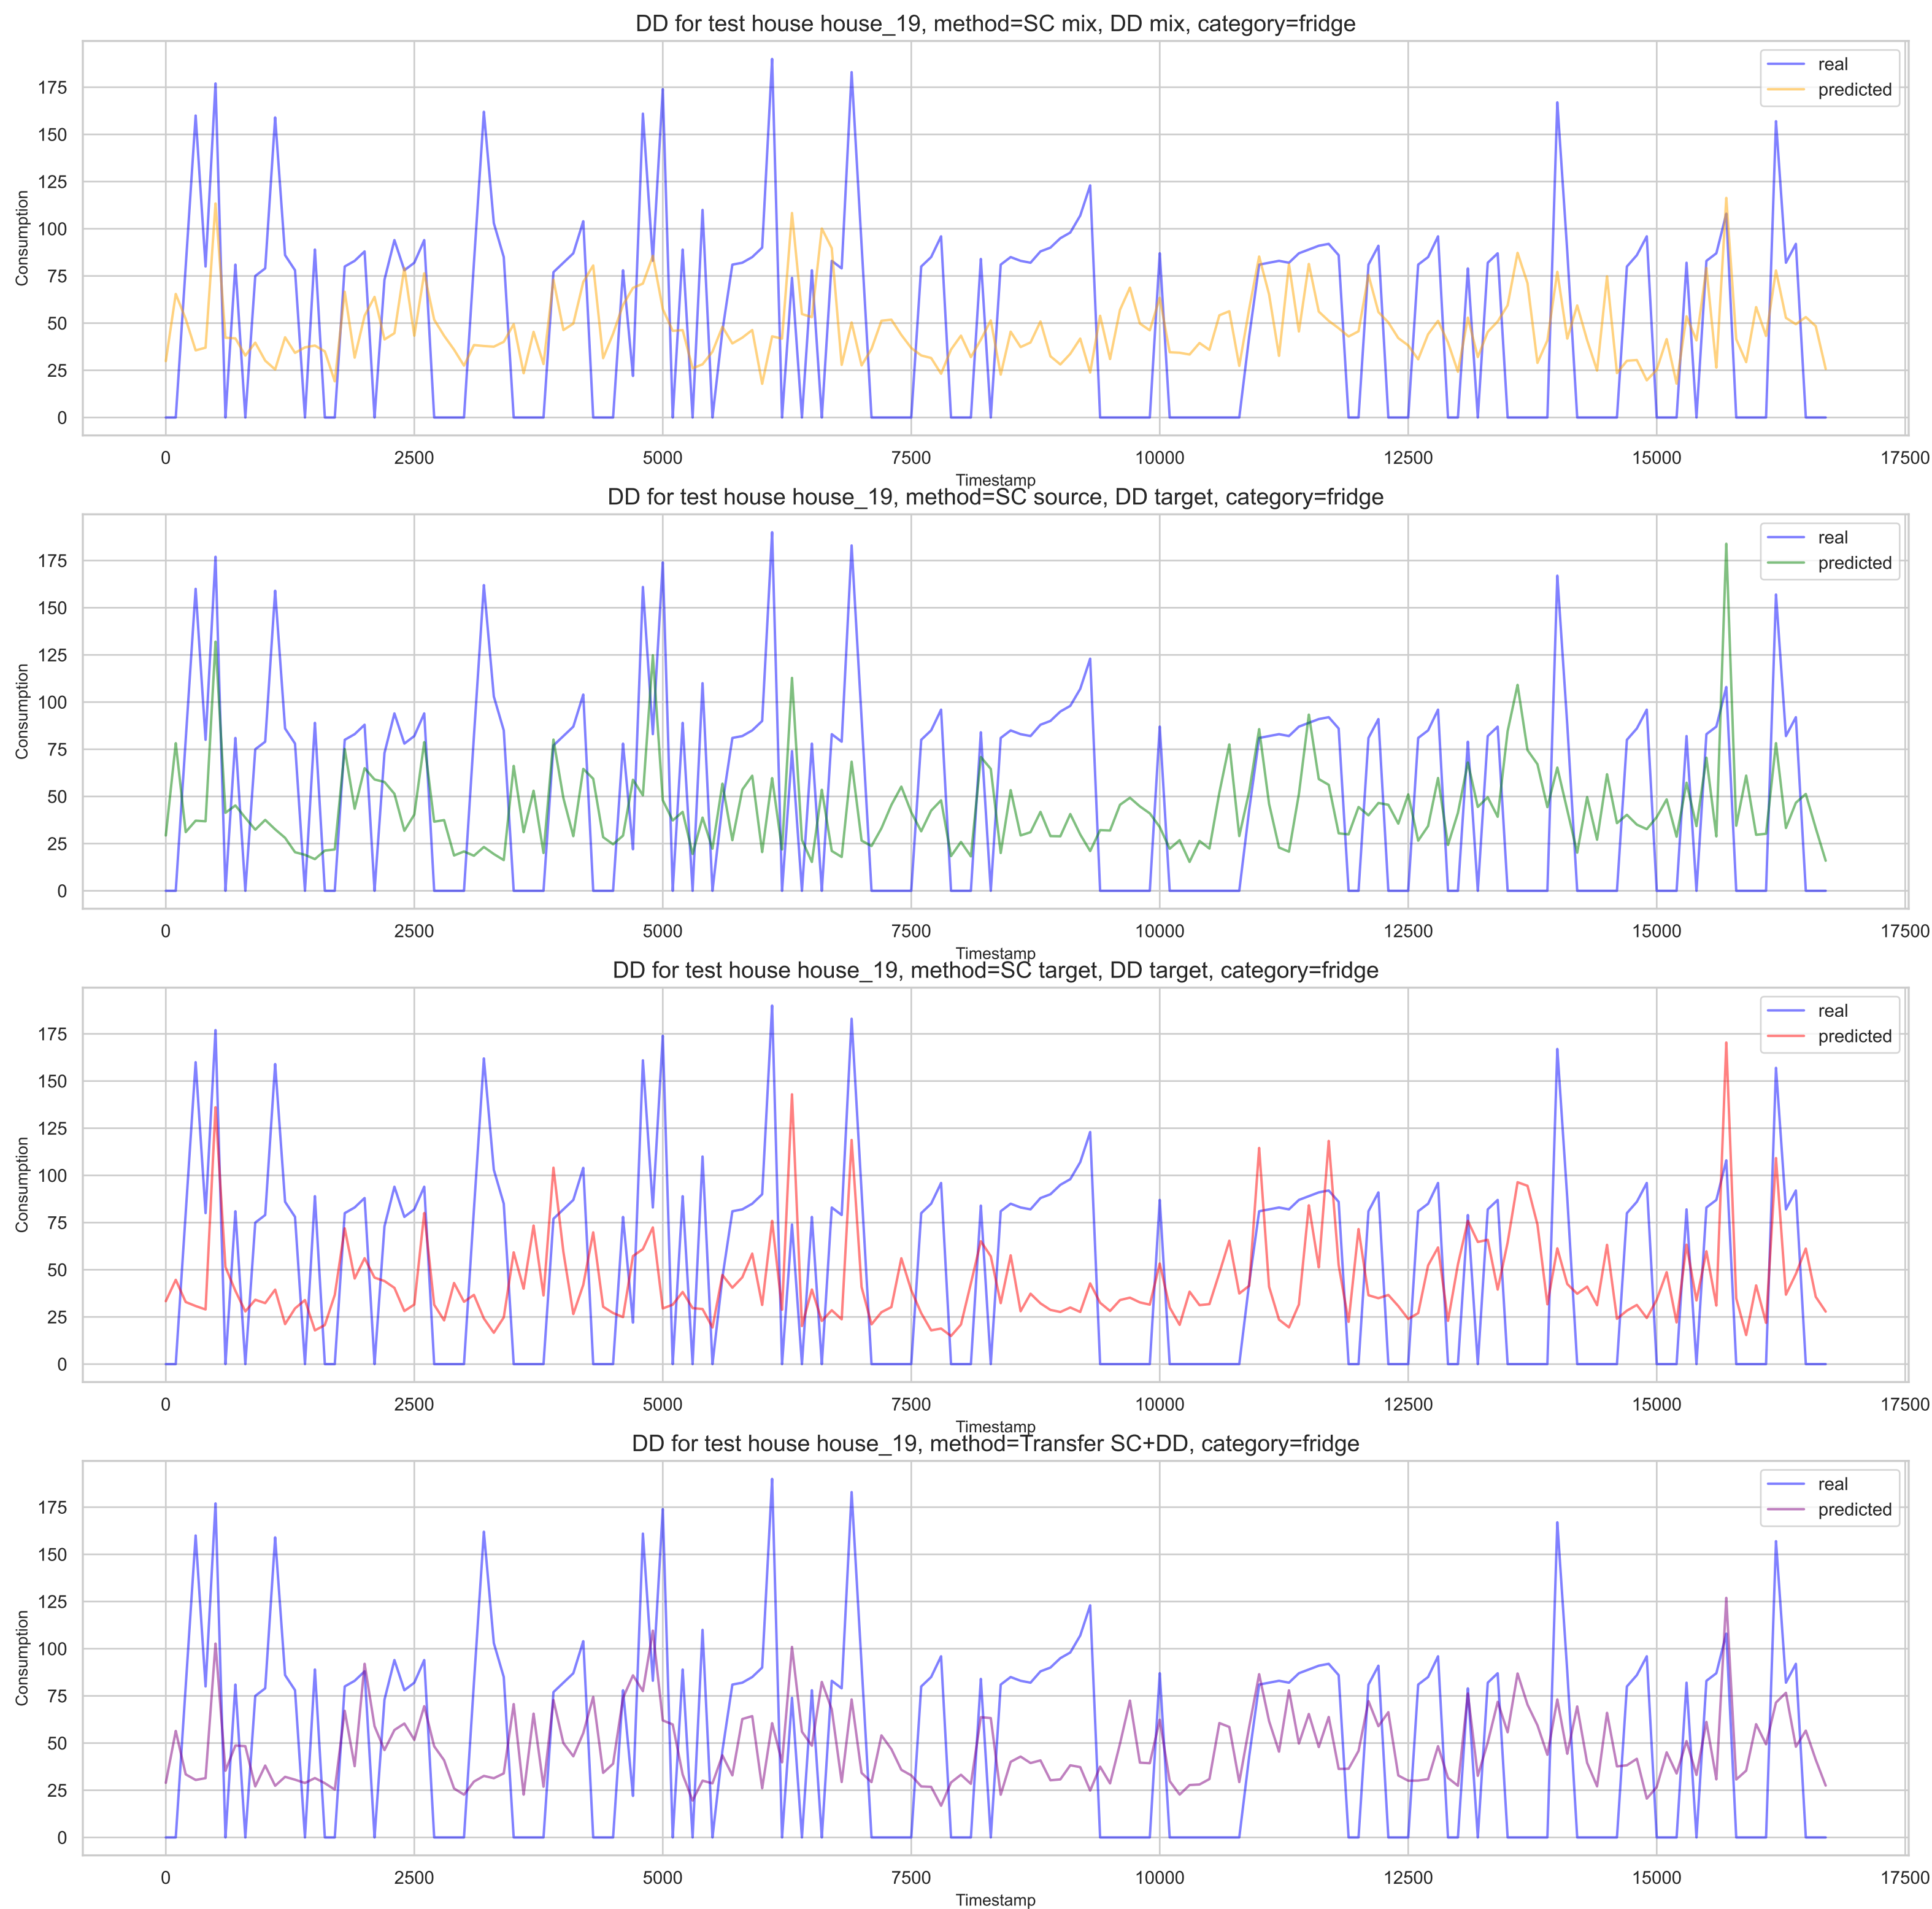 DD for test house house_19, method=SC mix, DD mix, category=fridge
real
predicted
175
150
125
100
75
50
25
0
Consumption
0 2500 5000 7500 10000 12500 15000 17500
Timestamp
DD for test house house_19, method=SC source, DD target, category=fridge
real
predicted
175
150
125
100
75
50
25
0
Consumption
0 2500 5000 7500 10000 12500 15000 17500
Timestamp
DD for test house house_19, method=SC target, DD target, category=fridge
real
predicted
175
150
125
100
75
50
25
0
Consumption
0 2500 5000 7500 10000 12500 15000 17500
Timestamp
DD for test house house_19, method=Transfer SC+DD, category=fridge
real
predicted
175
150
125
100
75
50
25
0
Consumption
0 2500 5000 7500 10000 12500 15000 17500
Timestamp